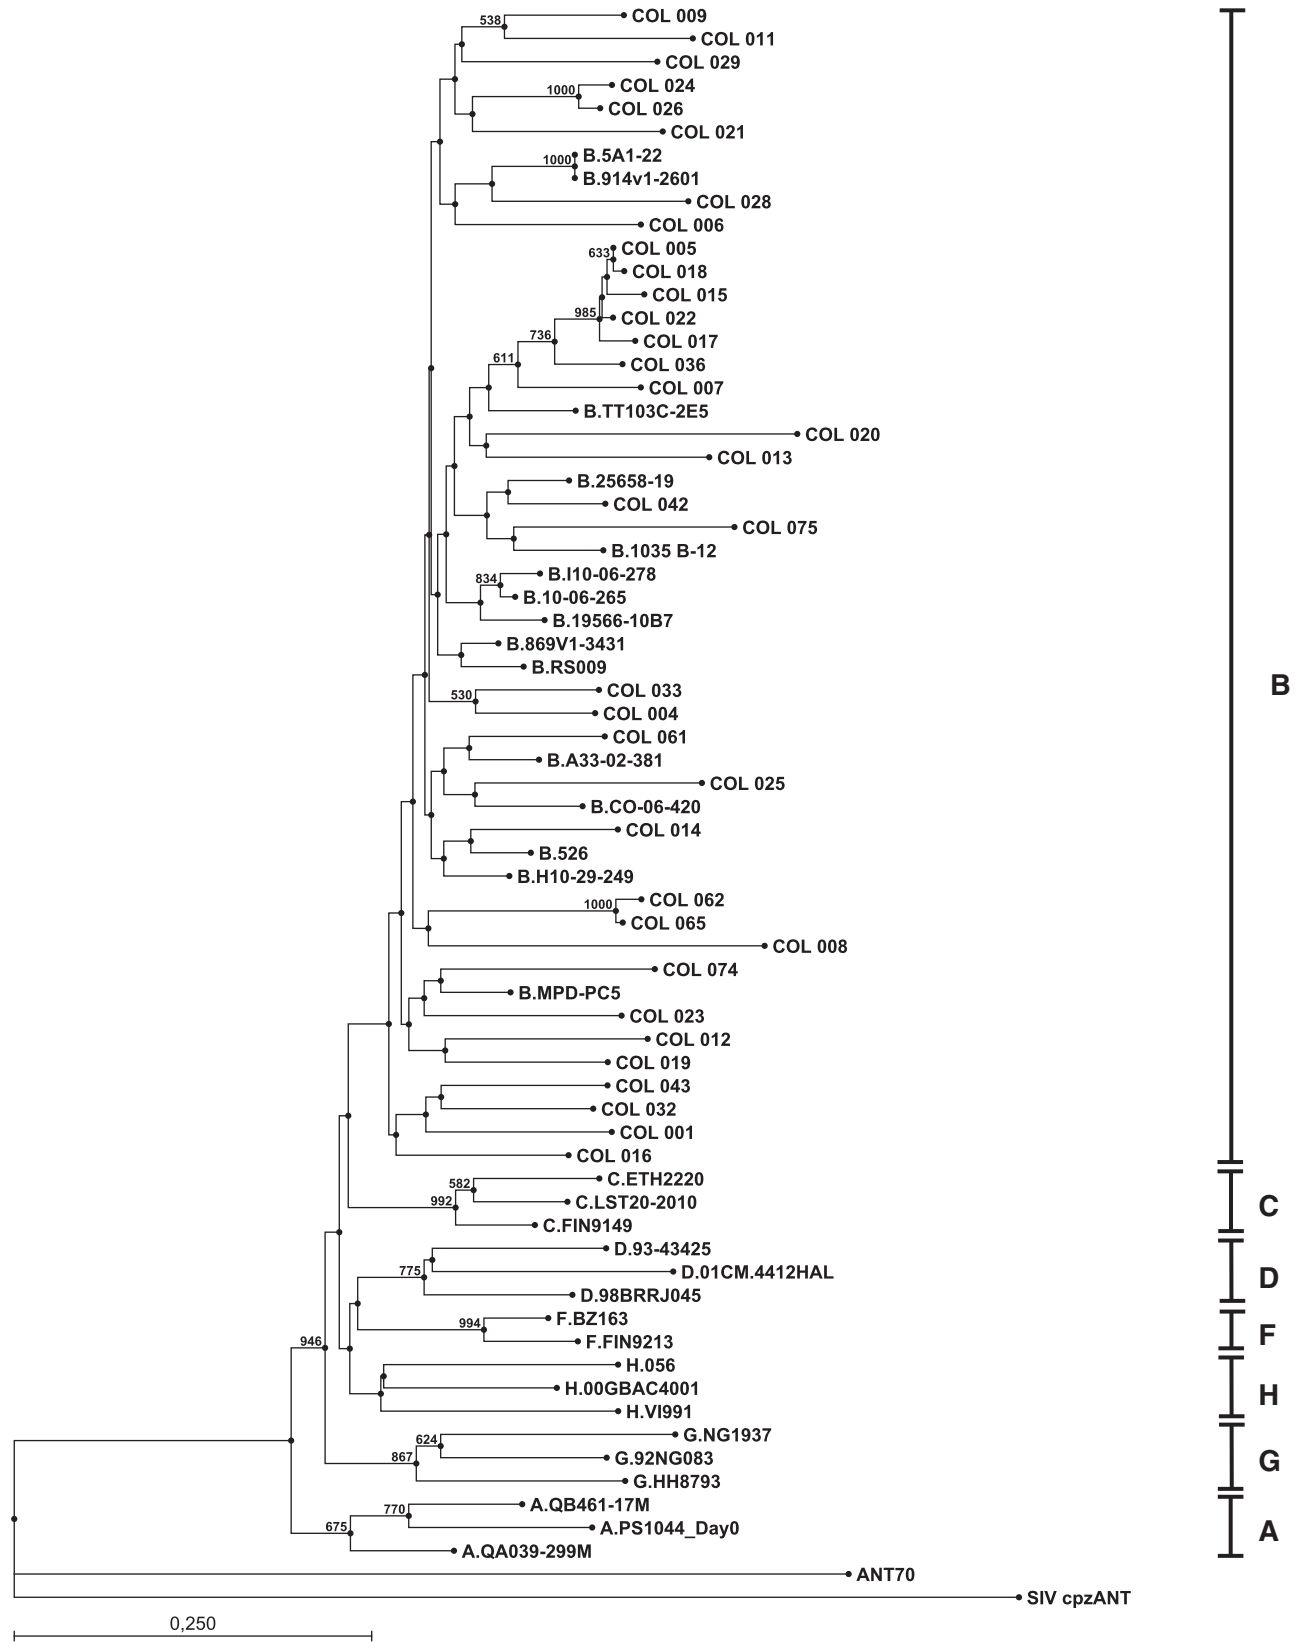 538
COL 009
COL 011
COL 029
1000
COL 024
COL 026
COL 021
1000
B.5A1-22
B.914v1-2601
COL 028
COL 006
633
COL 005
COL 018
COL 015
985
COL 022
736
COL 017
611
COL 036
COL 007
B.TT103C-2E5
COL 020
COL 013
B.25658-19
COL 042
COL 075
B.1035 B-12
834
B.I10-06-278
B.10-06-265
B.19566-10B7
B.869V1-3431
B.RS009
530
COL 033
B
COL 004
COL 061
B.A33-02-381
COL 025
B.CO-06-420
COL 014
B.526
B.H10-29-249
1000
COL 062
COL 065
COL 008
COL 074
B.MPD-PC5
COL 023
COL 012
COL 019
COL 043
COL 032
COL 001
COL 016
582
C.ETH2220
992
C.LST20-2010
C
C.FIN9149
D.93-43425
775
D.01CM.4412HAL
D
D.98BRRJ045
994
F.BZ163
F
946
F.FIN9213
H.056
H.00GBAC4001
H
H.VI991
624
G.NG1937
867
G.92NG083
G
G.HH8793
770
A.QB461-17M
675
A.PS1044_Day0
A
A.QA039-299M
ANT70
SIV cpzANT
0,250